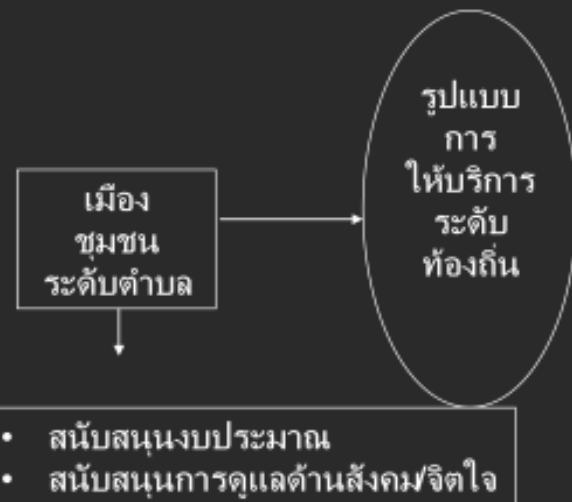 รูปแบบ
การ
ให้บริการ
ระดับ
ท้องถิ่น
เมือง
ชุมชน
ระดับตำบล
• สนับสนุนงบประมาณ
• สนับสนุนการดูแลด้านสังคม/จิตใจ